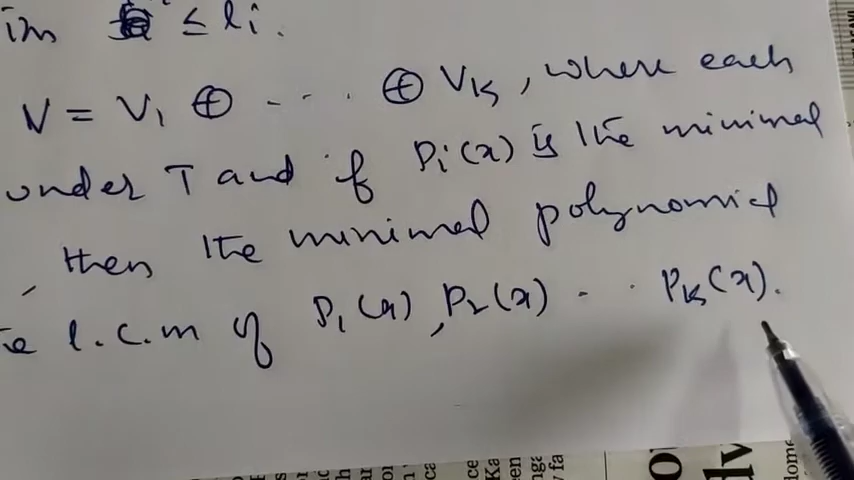 im ≤ li.
V = V₁ ⊕ - - · · ⊕ Vₖ, where each
under T and if Pᵢ(x) is the minimal
, then the minimal polynomial
l.c.m of P₁(x), P₂(x) - · · Pₖ(x).